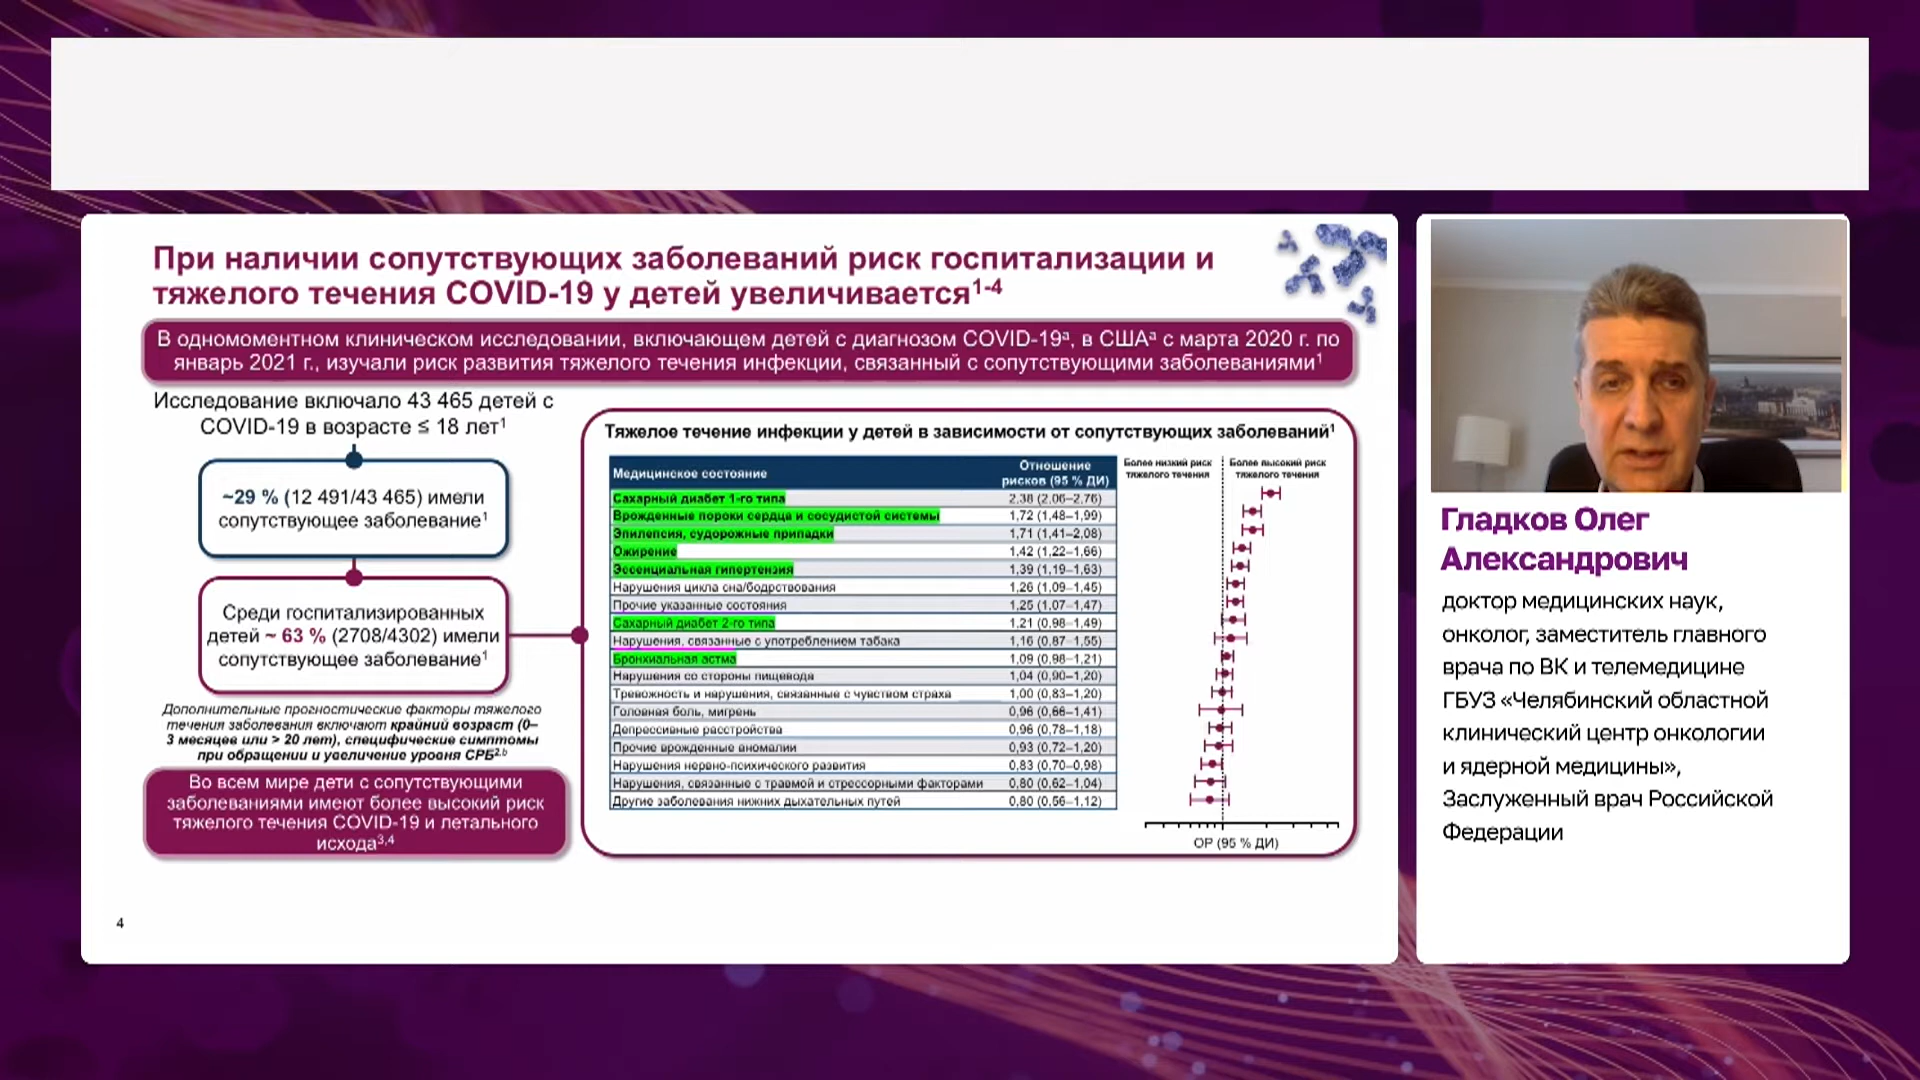 При наличии сопутствующих заболеваний риск госпитализации и
тяжелого течения COVID-19 у детей увеличивается1-4
В одномоментном клиническом исследовании, включающем детей с диагнозом COVID-19ª, в СШАª с марта 2020 г. по
январь 2021 г., изучали риск развития тяжелого течения инфекции, связанный с сопутствующими заболеваниями1
Исследование включало 43 465 детей с
COVID-19 в возрасте ≤ 18 лет1
~29 % (12 491/43 465) имели
сопутствующее заболевание1
Среди госпитализированных
детей ~ 63 % (2708/4302) имели
сопутствующее заболевание1
Дополнительные прогностические факторы тяжелого
течения заболевания включают крайний возраст (0–
3 месяцев или > 20 лет), специфические симптомы
при обращении и увеличение уровня СРБ2,b
Во всем мире дети с сопутствующими
заболеваниями имеют более высокий риск
тяжелого течения COVID-19 и летального
исхода3,4
Тяжелое течение инфекции у детей в зависимости от сопутствующих заболеваний1
Медицинское состояние Отношение рисков (95 % ДИ)
Сахарный диабет 1-го типа 2,38 (2,06–2,76)
Врожденные пороки сердца и сосудистой системы 1,72 (1,48–1,99)
Эпилепсия, судорожные припадки 1,71 (1,41–2,08)
Ожирение 1,42 (1,22–1,66)
Эссенциальная гипертензия 1,39 (1,19–1,63)
Нарушения цикла сна/бодрствования 1,26 (1,09–1,45)
Прочие указанные состояния 1,25 (1,07–1,47)
Сахарный диабет 2-го типа 1,21 (0,98–1,49)
Нарушения, связанные с употреблением табака 1,16 (0,87–1,55)
Бронхиальная астма 1,09 (0,98–1,21)
Нарушения со стороны пищевода 1,04 (0,90–1,20)
Тревожность и нарушения, связанные с чувством страха 1,00 (0,83–1,20)
Головная боль, мигрень 0,96 (0,66–1,41)
Депрессивные расстройства 0,96 (0,78–1,18)
Прочие врожденные аномалии 0,93 (0,72–1,20)
Нарушения нервно-психического развития 0,83 (0,70–0,98)
Нарушения, связанные с травмой и стрессорными факторами 0,80 (0,62–1,04)
Другие заболевания нижних дыхательных путей 0,80 (0,56–1,12)
Более низкий риск
тяжелого течения
Более высокий риск
тяжелого течения
ОР (95 % ДИ)
4
Гладков Олег
Александрович
доктор медицинских наук,
онколог, заместитель главного
врача по ВК и телемедицине
ГБУЗ «Челябинский областной
клинический центр онкологии
и ядерной медицины»,
Заслуженный врач Российской
Федерации